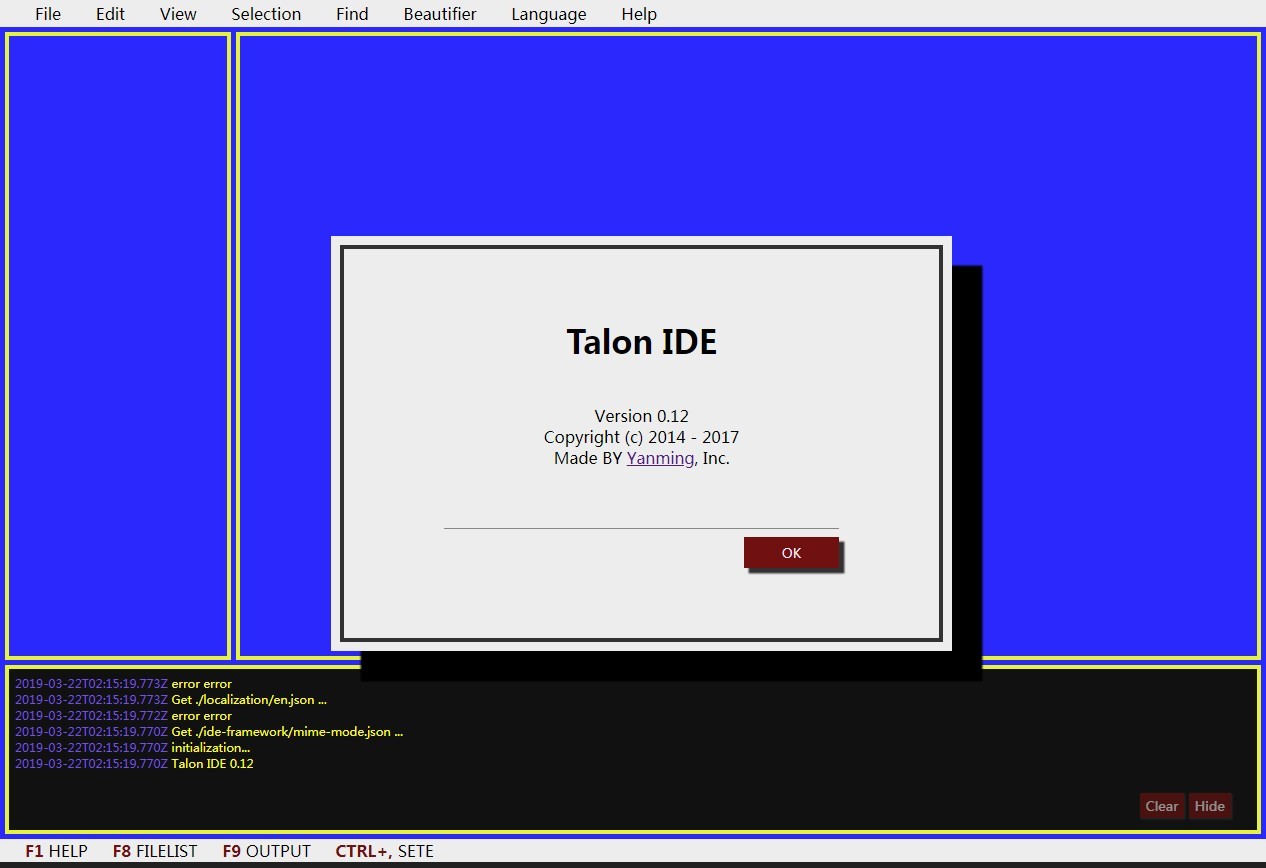 File Edit View Selection Find Beautifier Language Help
Talon IDE
Version 0.12
Copyright (c) 2014 - 2017
Made BY Yanming, Inc.
OK
2019-03-22T02:15:19.773Z error error
2019-03-22T02:15:19.773Z Get ./localization/en.json ...
2019-03-22T02:15:19.772Z error error
2019-03-22T02:15:19.770Z Get ./ide-framework/mime-mode.json ...
2019-03-22T02:15:19.770Z initialization...
2019-03-22T02:15:19.770Z Talon IDE 0.12
Clear Hide
F1 HELP F8 FILELIST F9 OUTPUT CTRL+, SETE